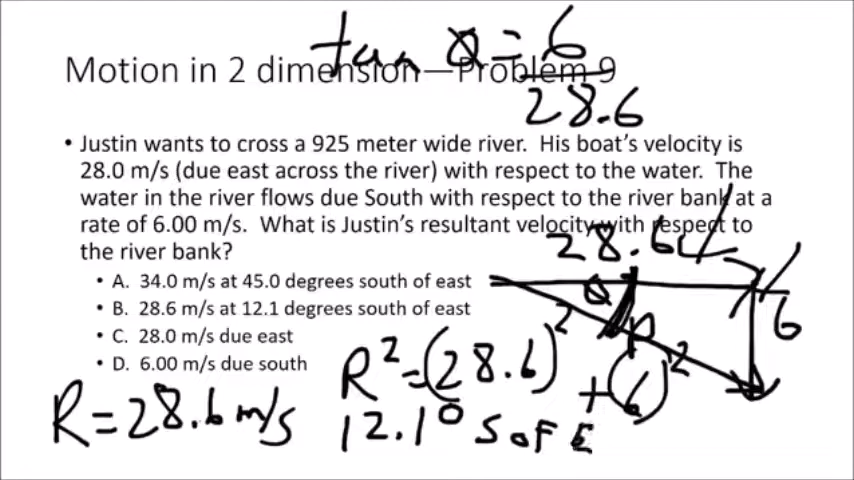 tan θ = 6
28.6
Motion in 2 dimension—Problem 9
• Justin wants to cross a 925 meter wide river. His boat's velocity is
28.0 m/s (due east across the river) with respect to the water. The
water in the river flows due South with respect to the river bank at a
rate of 6.00 m/s. What is Justin's resultant velocity with respect to
the river bank?
28.6
• A. 34.0 m/s at 45.0 degrees south of east
θ
• B. 28.6 m/s at 12.1 degrees south of east
6
• C. 28.0 m/s due east
R
• D. 6.00 m/s due south
R² = (28.6)²
+ (6)²
R = 28.6 m/s
12.1° S of E